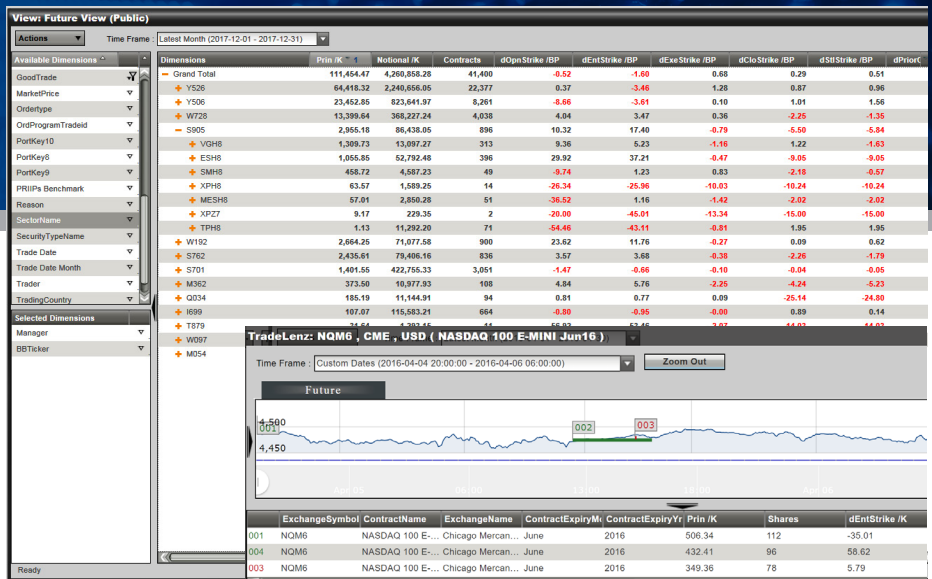 View: Future View (Public)
Actions Time Frame : Latest Month (2017-12-01 - 2017-12-31)
Available Dimensions Dimensions Prin /K 1 Notional /K Contracts dOpnStrike /BP dEntStrike /BP dExeStrike /BP dCloStrike /BP dStlStrike /BP dPriorC
GoodTrade Grand Total 111,454.47 4,260,858.28 41,400 -0.52 -1.60 0.68 0.29 0.51
MarketPrice Y526 64,418.32 2,240,656.05 22,377 0.37 -3.46 1.28 0.87 0.96
Ordertype Y506 23,452.85 823,641.97 8,261 -8.66 -3.61 0.10 1.01 1.56
OrdProgramTradeid W728 13,399.64 368,227.24 4,038 4.04 3.47 0.36 -2.25 -1.35
PortKey10 S905 2,955.18 86,438.05 896 10.32 17.40 -0.79 -5.50 -5.84
PortKey8 VGH8 1,309.73 13,097.27 313 9.36 5.23 -1.16 1.22 -1.63
PortKey9 ESH8 1,055.85 52,792.48 396 29.92 37.21 -0.47 -9.05 -9.05
PRIIPs Benchmark SMH8 458.72 4,587.23 49 -9.74 1.23 0.83 -2.18 -0.57
Reason XPH8 63.57 1,589.25 14 -26.34 -25.96 -10.03 -10.24 -10.24
SectorName MESH8 57.01 2,850.28 51 -36.52 1.16 -1.42 -2.02 -2.02
SecurityTypeName XPZ7 9.17 229.35 2 -20.00 -45.01 -13.34 -15.00 -15.00
Trade Date TPH8 1.13 11,292.20 71 -54.46 -43.11 -0.81 1.95 1.95
Trade Date Month W192 2,664.25 71,077.58 900 23.62 11.76 -0.27 0.09 0.62
Trader S762 2,435.61 79,406.16 836 3.57 3.68 -0.38 -2.26 -1.79
TradingCountry S701 1,401.55 422,755.33 3,051 -1.47 -0.66 -0.10 -0.04 -0.05
M362 373.50 10,977.93 108 4.84 5.76 -2.25 -4.24 -5.23
Selected Dimensions Q034 185.19 11,144.91 94 0.81 0.77 0.09 -25.14 -24.80
Manager I699 107.07 115,583.21 664 -0.80 -0.95 -0.00 0.89 0.14
BBTicker T879
W097
M054
TradeLenz: NQM6 , CME , USD ( NASDAQ 100 E-MINI Jun16 )
Time Frame : Custom Dates (2016-04-04 20:00:00 - 2016-04-06 06:00:00) Zoom Out
Future
4,500
001 002 003
4,450
Apr 05 06:00 13:00 18:00 Apr 06
ExchangeSymbol ContractName ExchangeName ContractExpiryM ContractExpiryYr Prin /K Shares dEntStrike /K
001 NQM6 NASDAQ 100 E-... Chicago Mercan... June 2016 506.34 112 -35.01
004 NQM6 NASDAQ 100 E-... Chicago Mercan... June 2016 432.41 96 58.62
003 NQM6 NASDAQ 100 E-... Chicago Mercan... June 2016 349.36 78 5.79
Ready